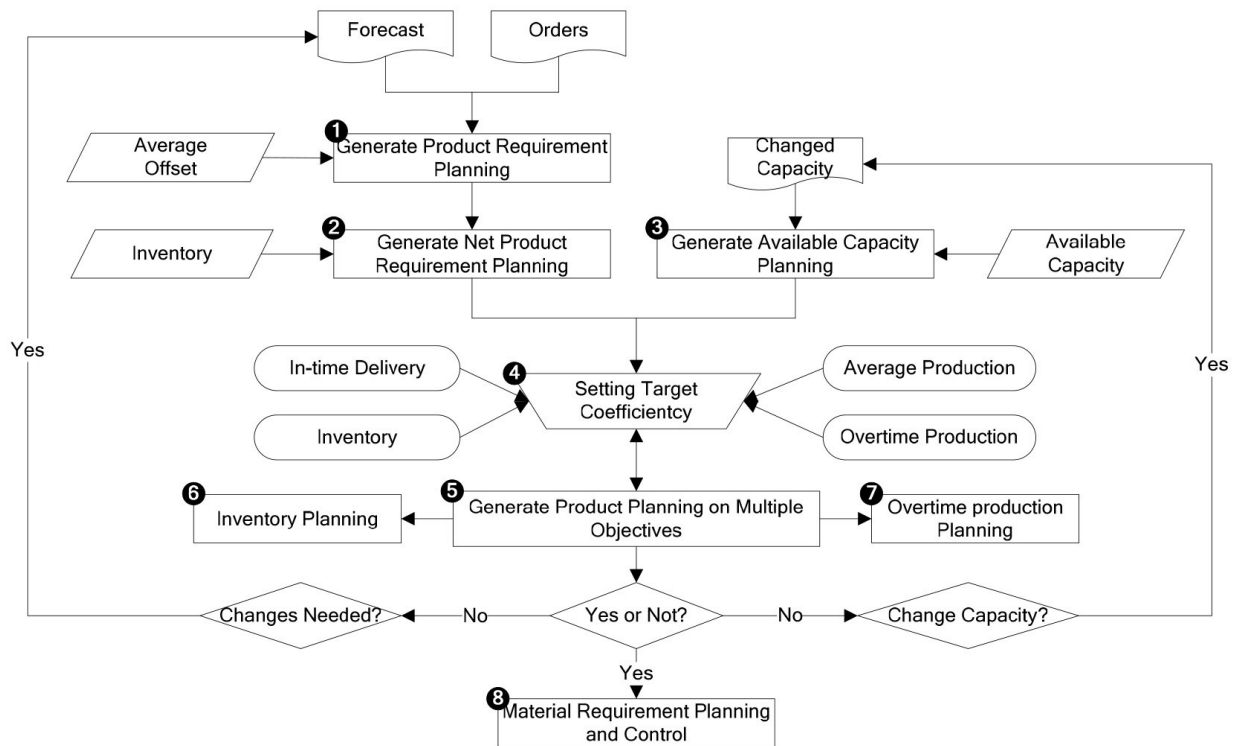 Forecast
Orders
1
Average
Offset
Generate Product Requirement
Planning
Changed
Capacity
2
Inventory
Generate Net Product
Requirement Planning
3
Generate Available Capacity
Planning
Available
Capacity
Yes
Yes
In-time Delivery
4
Setting Target
Coefficientcy
Average Production
Inventory
Overtime Production
6
Inventory Planning
5
Generate Product Planning on Multiple
Objectives
7
Overtime production
Planning
Changes Needed?
No
Yes or Not?
No
Change Capacity?
Yes
8
Material Requirement Planning
and Control